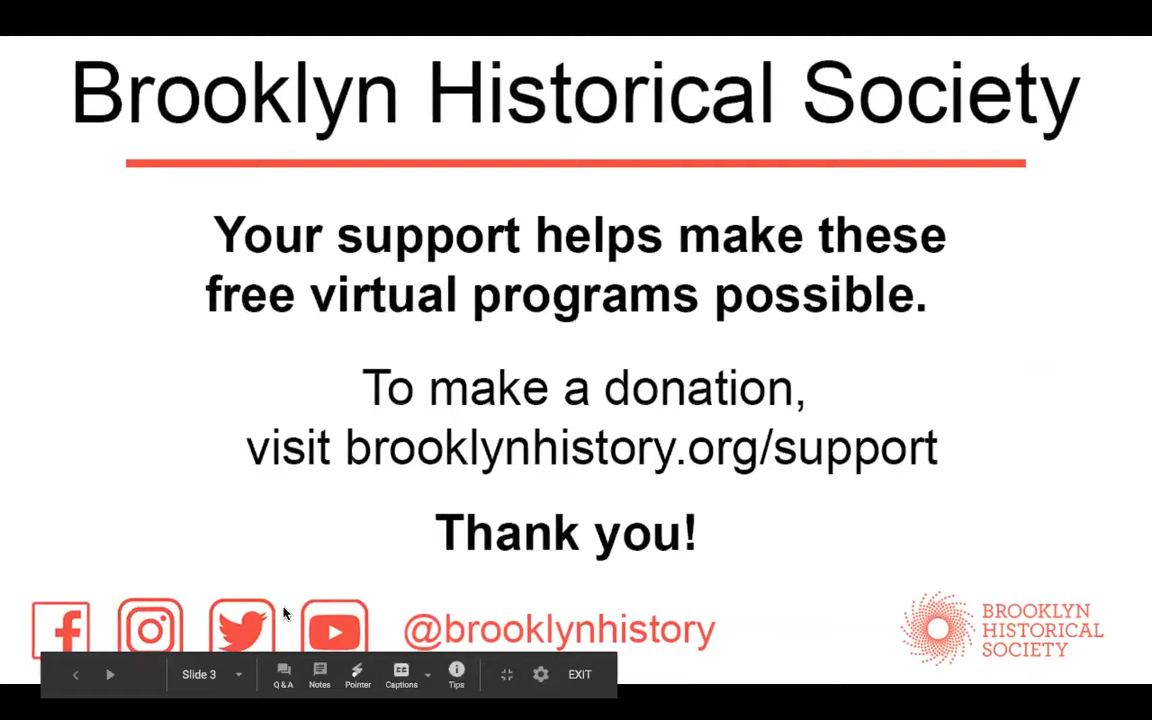 Brooklyn Historical Society
Your support helps make these
free virtual programs possible.
To make a donation,
visit brooklynhistory.org/support
Thank you!
@brooklynhistory
BROOKLYN
HISTORICAL
SOCIETY
Slide 3
Q&A
Notes
Pointer
CC
Captions
Tips
EXIT